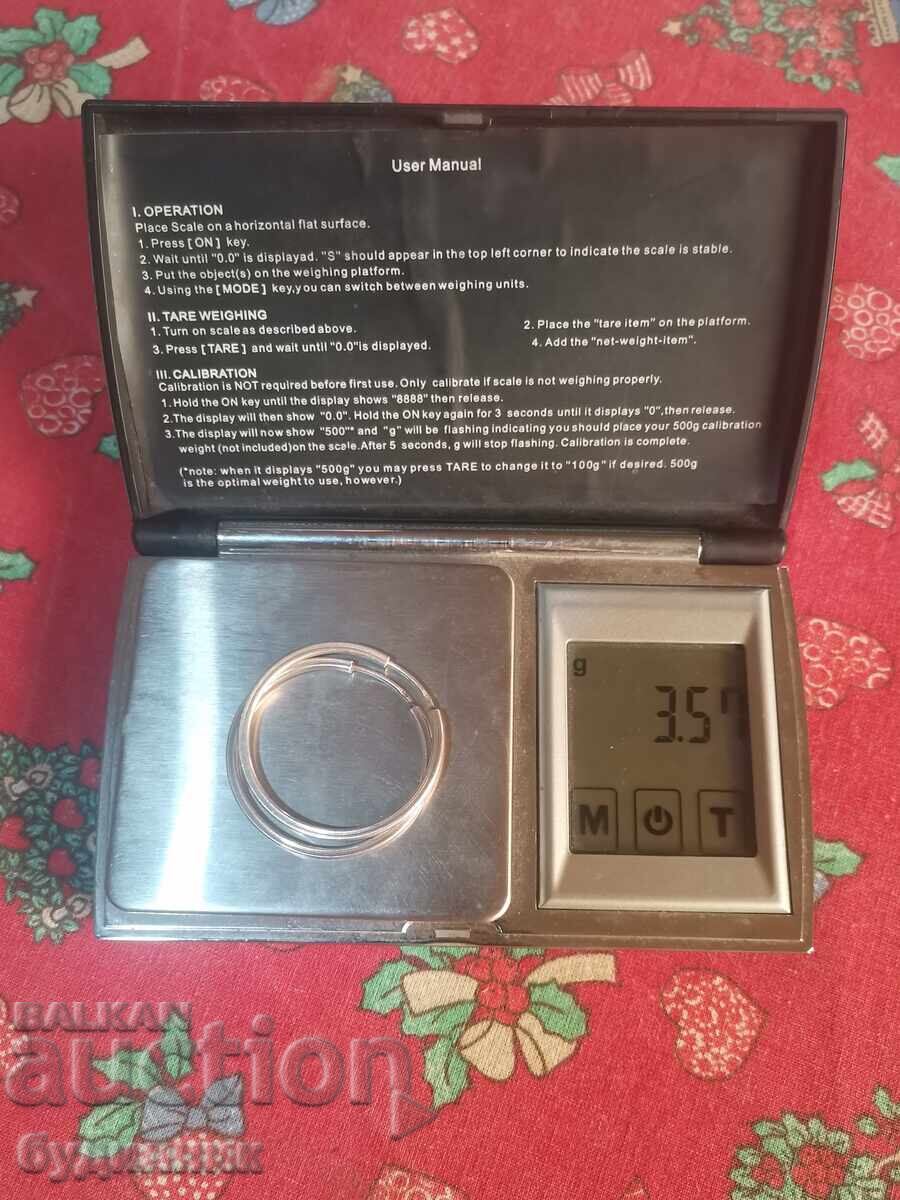 User Manual
I. OPERATION
Place Scale on a horizontal flat surface.
1. Press [ON] key.
2. Wait until "0.0" is displayad. "S" should appear in the top left corner to indicate the scale is stable.
3. Put the object(s) on the weighing platform.
4. Using the [MODE] key,you can switch between weighing units.
II. TARE WEIGHING
1. Turn on scale as described above. 2. Place the "tare item" on the platform.
3. Press [TARE] and wait until "0.0"is displayed. 4. Add the "net-weight-item".
III. CALIBRATION
Calibration is NOT required before first use. Only calibrate if scale is not weighing properly.
1. Hold the ON key until the display shows "8888" then release.
2.The display will then show "0.0". Hold the ON key again for 3 seconds until it displays "0",then release.
3.The display will now show "500"* and "g" will be flashing indicating you should place your 500g calibration
weight (not included)on the scale.After 5 seconds, g will stop flashing. Calibration is complete.
(*note: when it displays "500g" you may press TARE to change it to "100g" if desired. 500g
is the optimal weight to use, however.)
g
3.57
M T
BALKAN
auction
будиланик